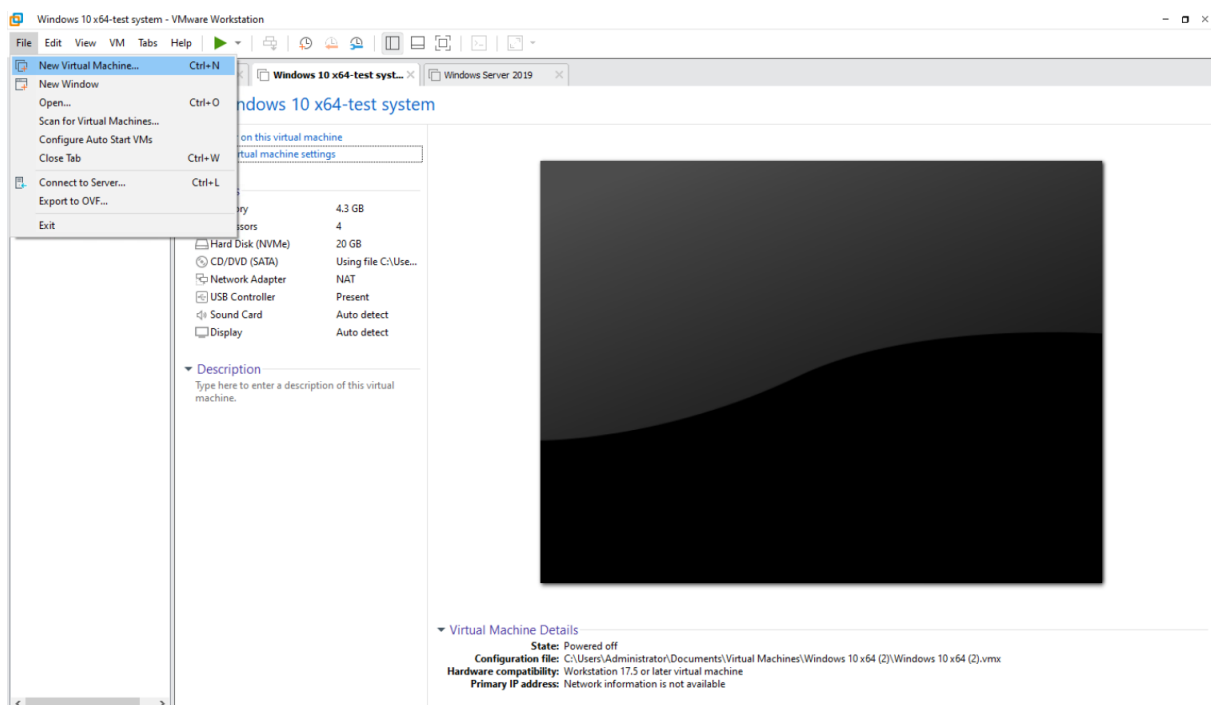 Windows 10 x64-test system - VMware Workstation
File Edit View VM Tabs Help
New Virtual Machine... Ctrl+N
New Window
Open... Ctrl+O
Scan for Virtual Machines...
Configure Auto Start VMs
Close Tab Ctrl+W
Connect to Server... Ctrl+L
Export to OVF...
Exit
Windows 10 x64-test syst...
Windows Server 2019
ndows 10 x64-test system
on this virtual machine
rtual machine settings
ry 4.3 GB
ssors 4
Hard Disk (NVMe) 20 GB
CD/DVD (SATA) Using file C:\Use...
Network Adapter NAT
USB Controller Present
Sound Card Auto detect
Display Auto detect
Description
Type here to enter a description of this virtual
machine.
Virtual Machine Details
State: Powered off
Configuration file: C:\Users\Administrator\Documents\Virtual Machines\Windows 10 x64 (2)\Windows 10 x64 (2).vmx
Hardware compatibility: Workstation 17.5 or later virtual machine
Primary IP address: Network information is not available